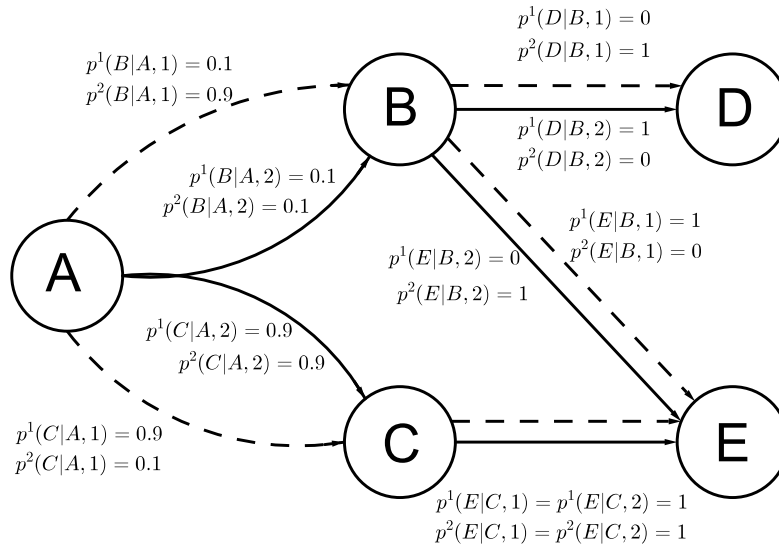 p¹(D|B, 1) = 0
p²(D|B, 1) = 1
p¹(B|A, 1) = 0.1
p²(B|A, 1) = 0.9
B
D
p¹(D|B, 2) = 1
p²(D|B, 2) = 0
p¹(B|A, 2) = 0.1
p²(B|A, 2) = 0.1
p¹(E|B, 1) = 1
p²(E|B, 1) = 0
A
p¹(E|B, 2) = 0
p²(E|B, 2) = 1
p¹(C|A, 2) = 0.9
p²(C|A, 2) = 0.9
p¹(C|A, 1) = 0.9
p²(C|A, 1) = 0.1
C
E
p¹(E|C, 1) = p¹(E|C, 2) = 1
p²(E|C, 1) = p²(E|C, 2) = 1